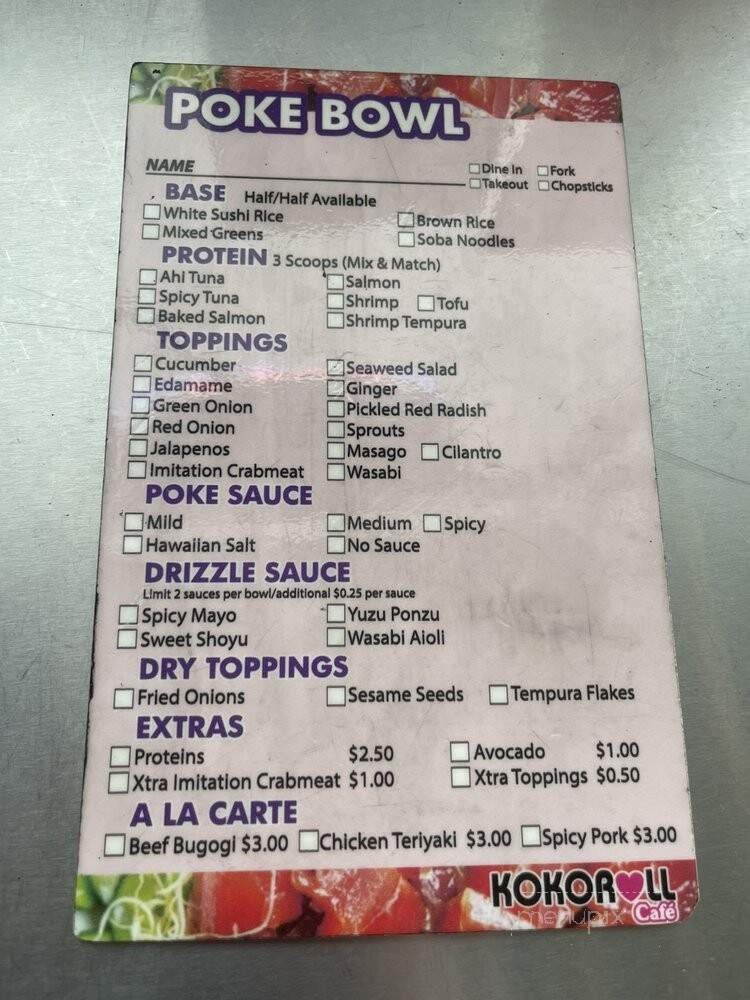 POKE BOWL
NAME
Dine In Fork
Takeout Chopsticks
BASE Half/Half Available
White Sushi Rice Brown Rice
Mixed Greens Soba Noodles
PROTEIN 3 Scoops (Mix & Match)
Ahi Tuna Salmon
Spicy Tuna Shrimp Tofu
Baked Salmon Shrimp Tempura
TOPPINGS
Cucumber Seaweed Salad
Edamame Ginger
Green Onion Pickled Red Radish
Red Onion Sprouts
Jalapenos Masago Cilantro
Imitation Crabmeat Wasabi
POKE SAUCE
Mild Medium Spicy
Hawaiian Salt No Sauce
DRIZZLE SAUCE
Limit 2 sauces per bowl/additional $0.25 per sauce
Spicy Mayo Yuzu Ponzu
Sweet Shoyu Wasabi Aioli
DRY TOPPINGS
Fried Onions Sesame Seeds Tempura Flakes
EXTRAS
Proteins $2.50 Avocado $1.00
Xtra Imitation Crabmeat $1.00 Xtra Toppings $0.50
A LA CARTE
Beef Bugogi $3.00 Chicken Teriyaki $3.00 Spicy Pork $3.00
KOKOROLL
Café
menupix